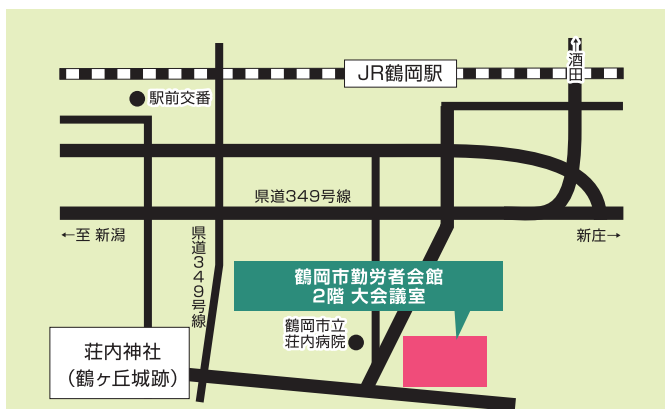 ↑酒田
JR鶴岡駅
駅前交番
県道349号線
←至 新潟
新庄→
県道349号線
鶴岡市勤労者会館
2階 大会議室
鶴岡市立
荘内病院
荘内神社
(鶴ヶ丘城跡)